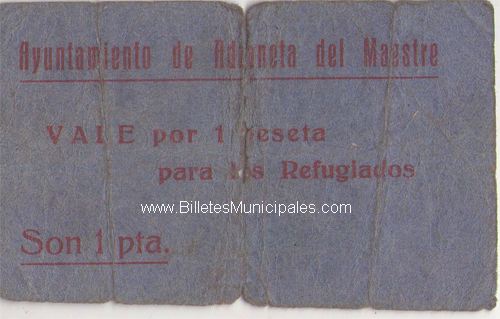 Ayuntamiento de Adzaneta del Maestre
VALE por 1 Peseta
para los Refugiados
www.BilletesMunicipales.com
Son 1 pta.